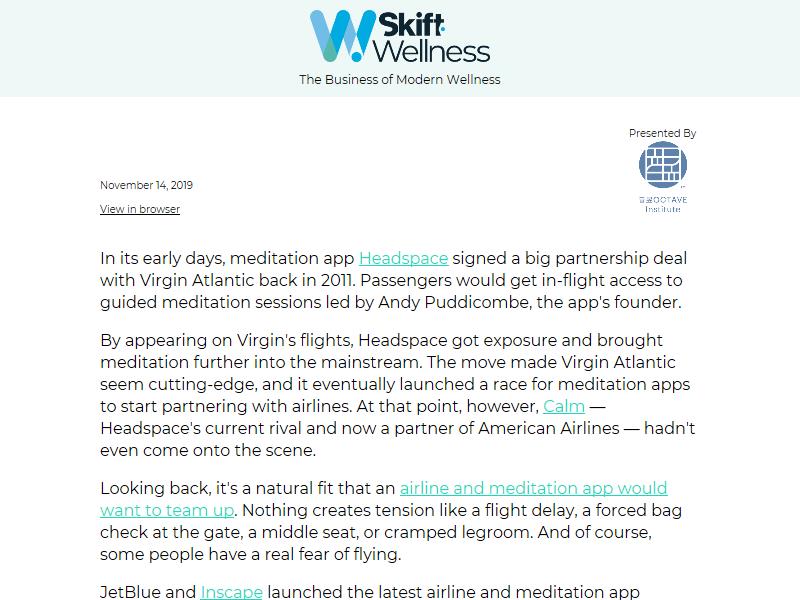 Skift
Wellness
The Business of Modern Wellness
Presented By
OCTAVE
Institute
November 14, 2019
View in browser
In its early days, meditation app Headspace signed a big partnership deal
with Virgin Atlantic back in 2011. Passengers would get in-flight access to
guided meditation sessions led by Andy Puddicombe, the app's founder.
By appearing on Virgin's flights, Headspace got exposure and brought
meditation further into the mainstream. The move made Virgin Atlantic
seem cutting-edge, and it eventually launched a race for meditation apps
to start partnering with airlines. At that point, however, Calm —
Headspace's current rival and now a partner of American Airlines — hadn't
even come onto the scene.
Looking back, it's a natural fit that an airline and meditation app would
want to team up. Nothing creates tension like a flight delay, a forced bag
check at the gate, a middle seat, or cramped legroom. And of course,
some people have a real fear of flying.
JetBlue and Inscape launched the latest airline and meditation app